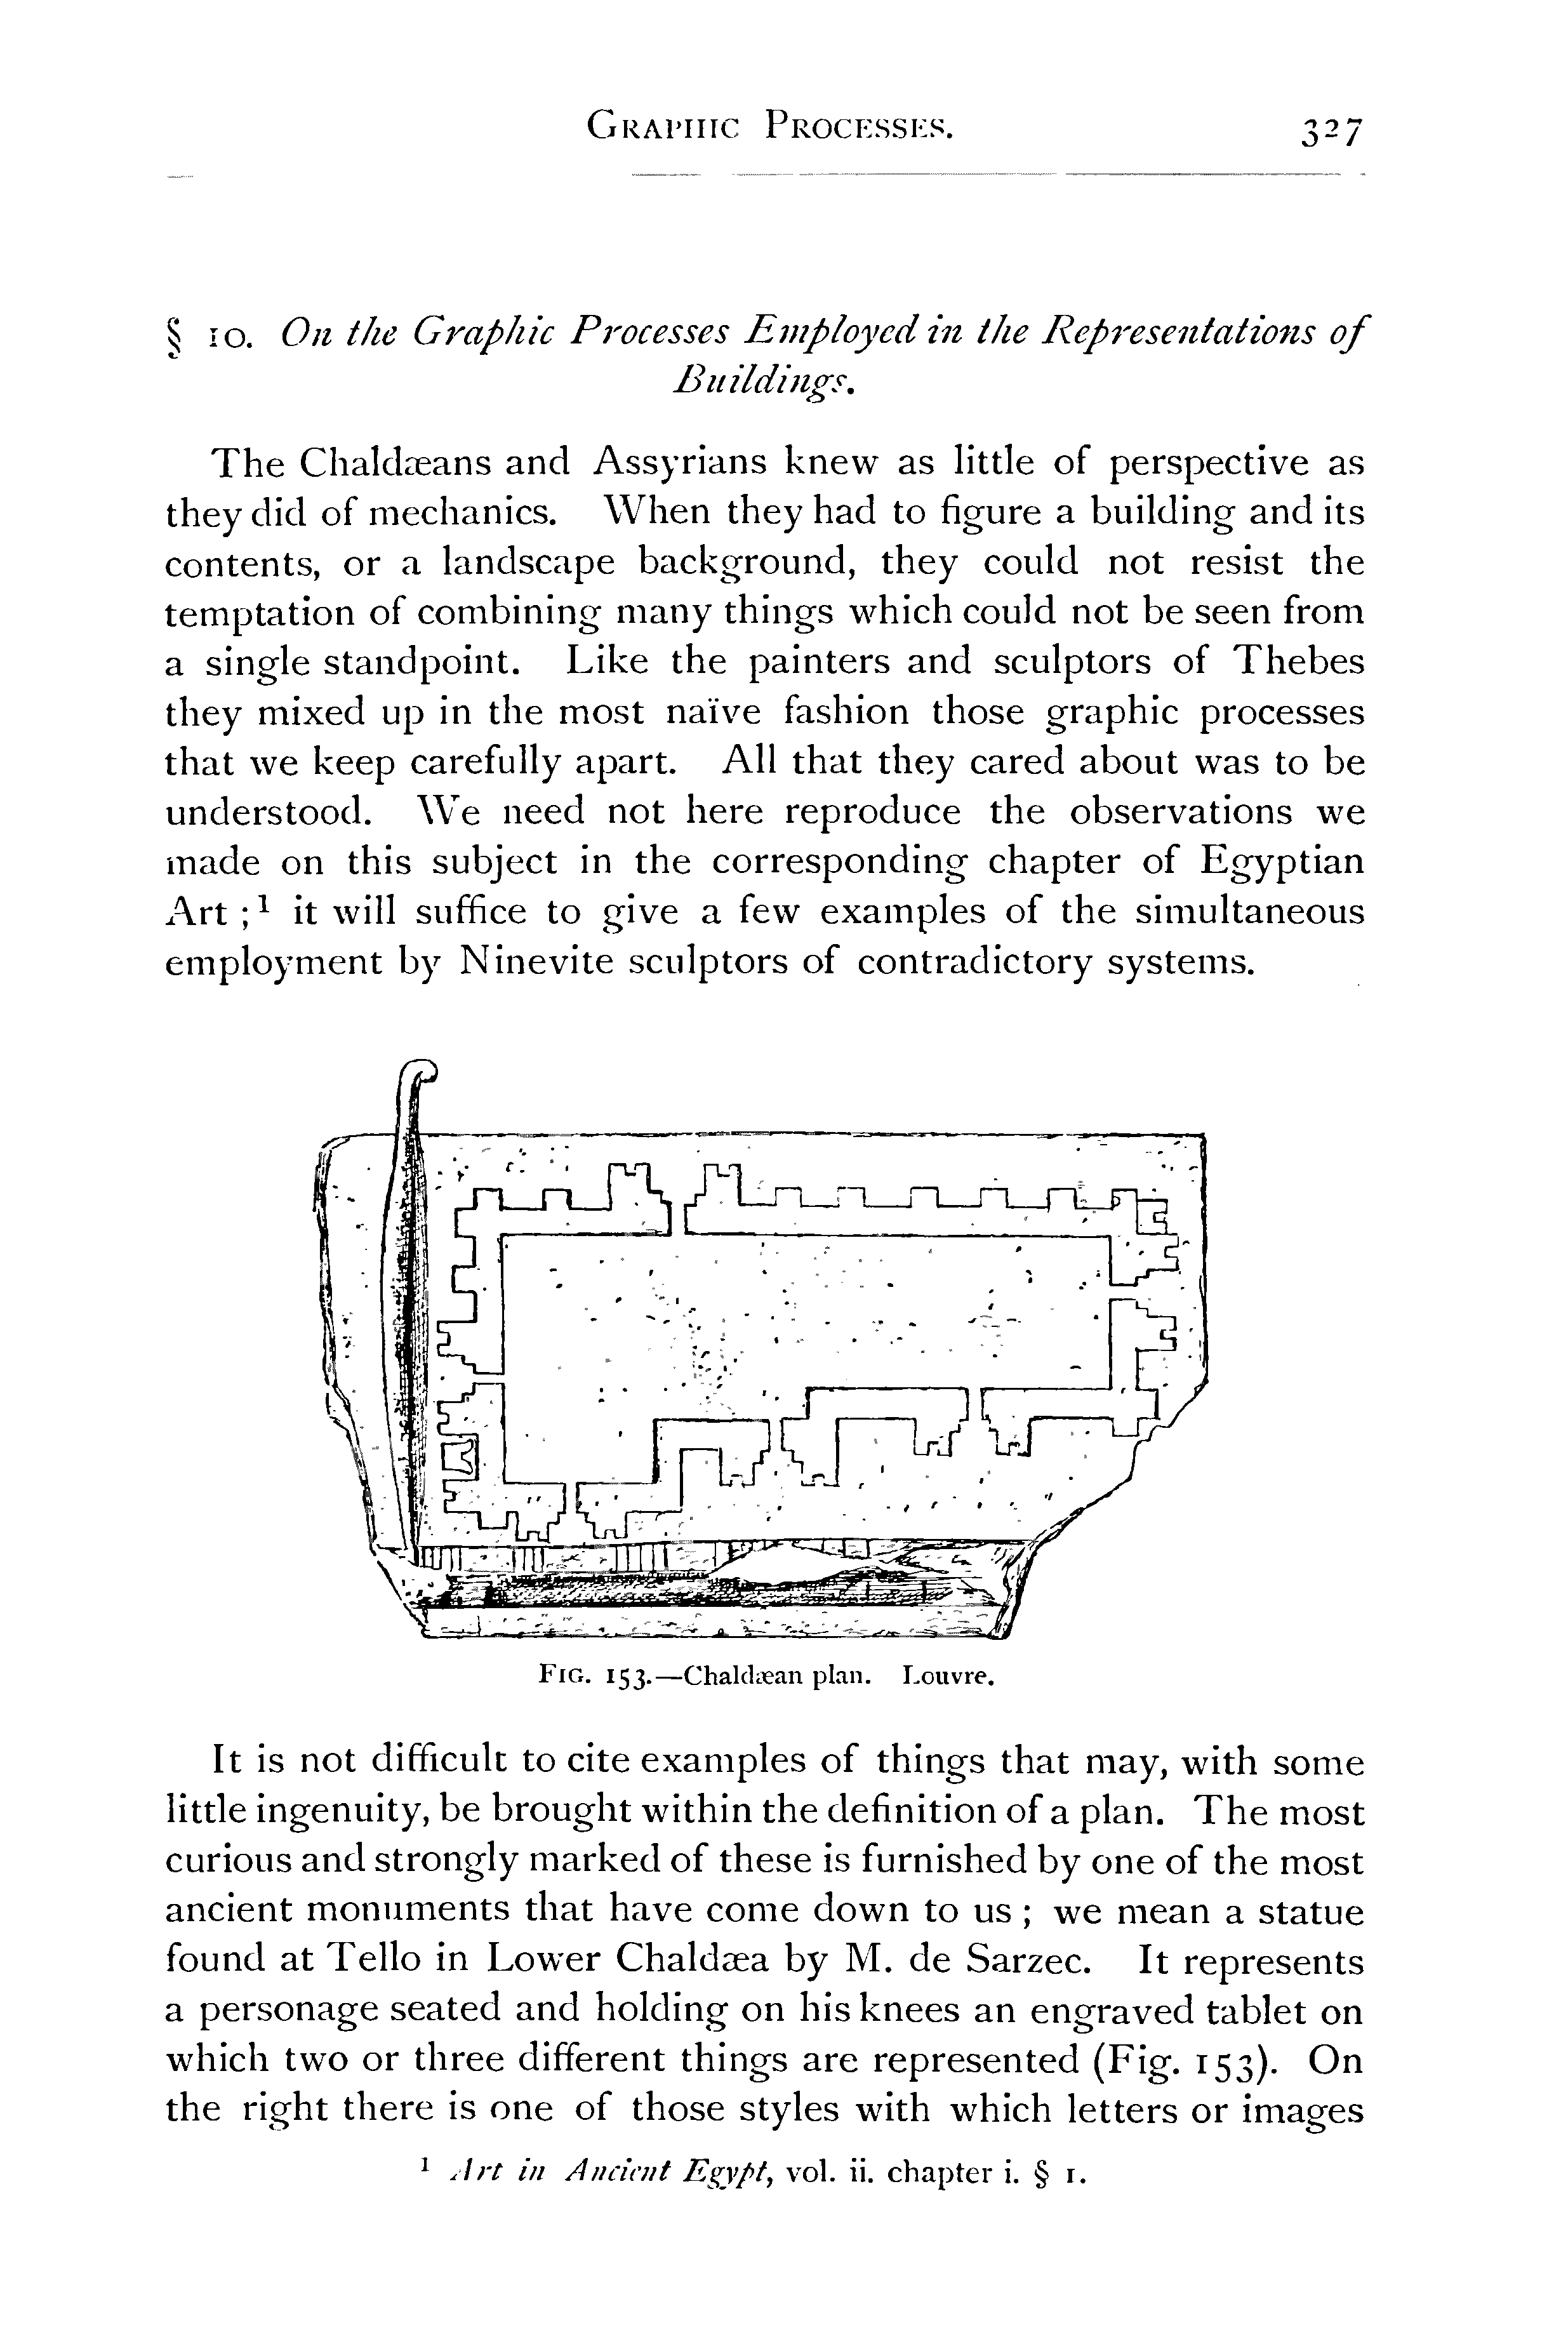 GRAPHIC PROCESSES. 327
§ 10. On the Graphic Processes Employed in the Representations of
Buildings.
The Chaldæans and Assyrians knew as little of perspective as
they did of mechanics. When they had to figure a building and its
contents, or a landscape background, they could not resist the
temptation of combining many things which could not be seen from
a single standpoint. Like the painters and sculptors of Thebes
they mixed up in the most naïve fashion those graphic processes
that we keep carefully apart. All that they cared about was to be
understood. We need not here reproduce the observations we
made on this subject in the corresponding chapter of Egyptian
Art ;¹ it will suffice to give a few examples of the simultaneous
employment by Ninevite sculptors of contradictory systems.
FIG. 153.—Chaldæan plan. Louvre.
It is not difficult to cite examples of things that may, with some
little ingenuity, be brought within the definition of a plan. The most
curious and strongly marked of these is furnished by one of the most
ancient monuments that have come down to us ; we mean a statue
found at Tello in Lower Chaldæa by M. de Sarzec. It represents
a personage seated and holding on his knees an engraved tablet on
which two or three different things are represented (Fig. 153). On
the right there is one of those styles with which letters or images
¹ Art in Ancient Egypt, vol. ii. chapter i. § 1.